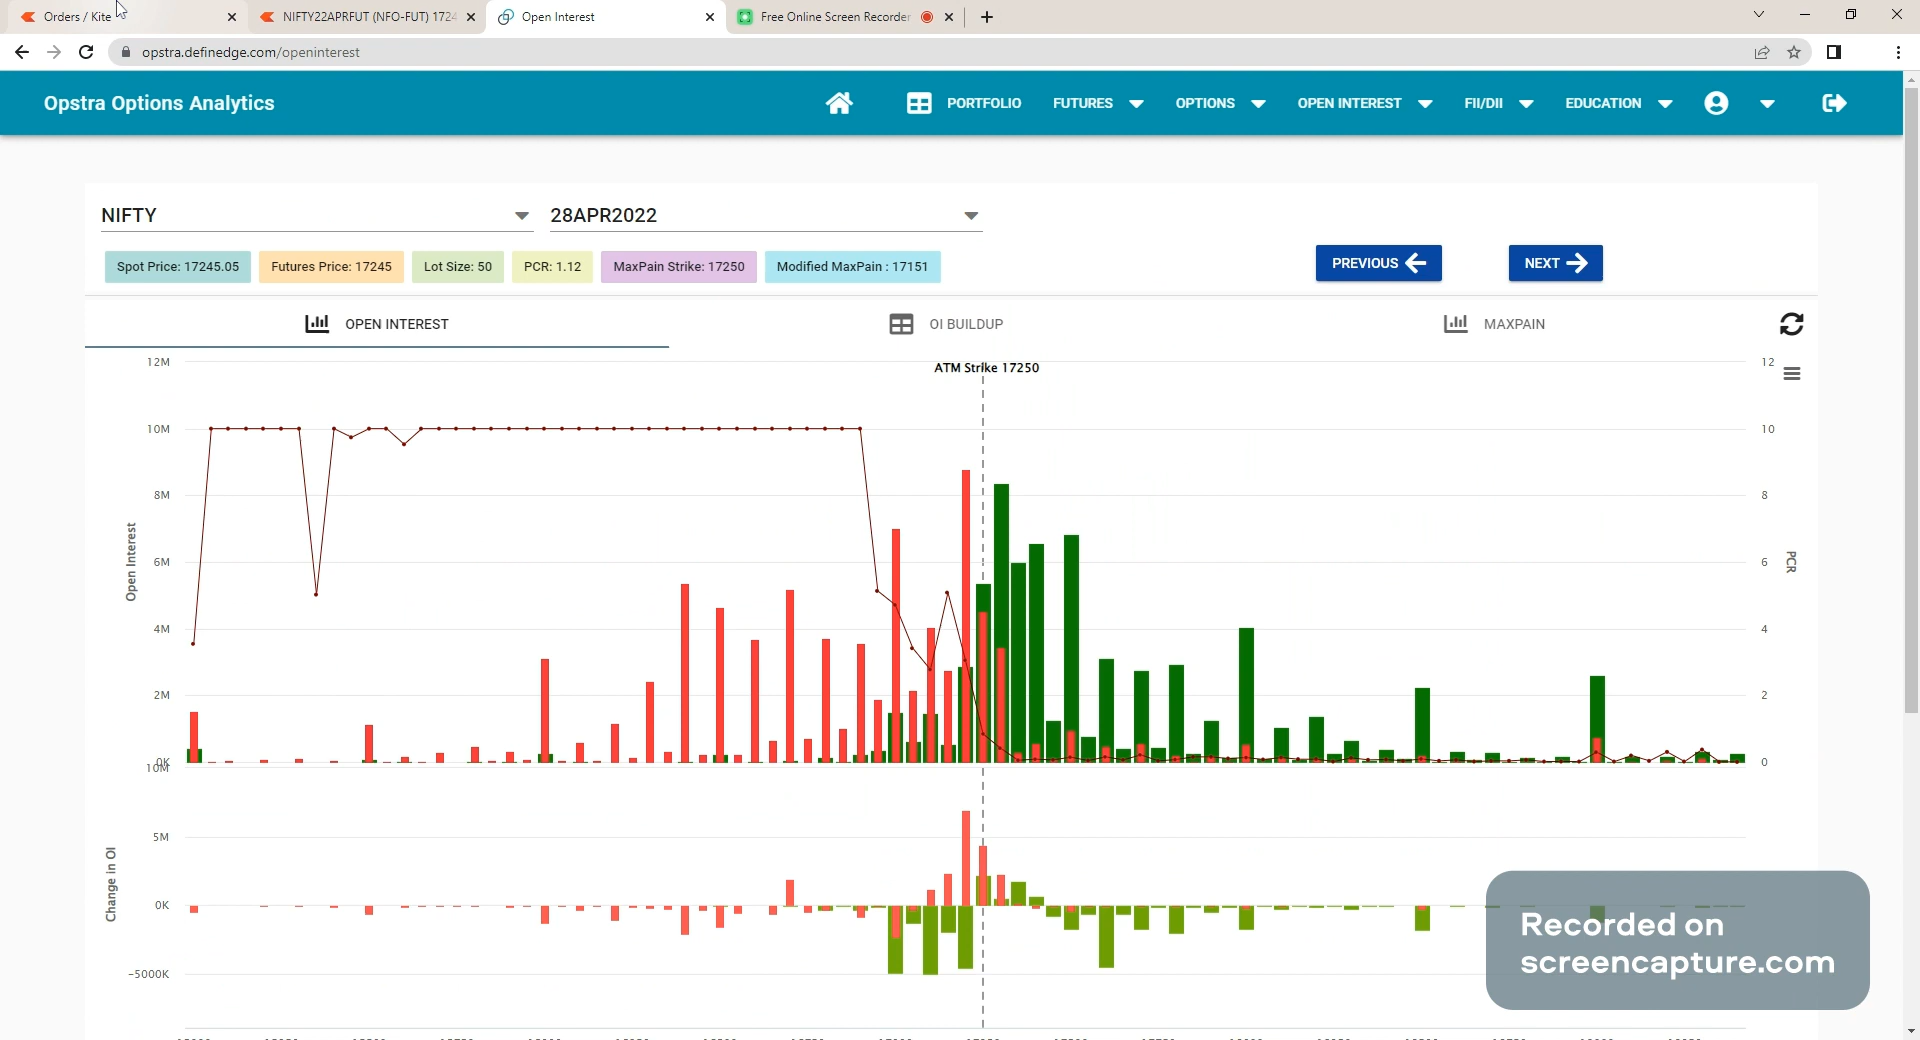 Orders / Kite
NIFTY22APRFUT (NFO-FUT) 1724
Open Interest
Free Online Screen Recorder
opstra.definedge.com/openinterest
Opstra Options Analytics
PORTFOLIO
FUTURES
OPTIONS
OPEN INTEREST
FII/DII
EDUCATION
NIFTY
28APR2022
Spot Price: 17245.05
Futures Price: 17245
Lot Size: 50
PCR: 1.12
MaxPain Strike: 17250
Modified MaxPain : 17151
PREVIOUS
NEXT
OPEN INTEREST
OI BUILDUP
MAXPAIN
ATM Strike 17250
12M
10M
8M
6M
4M
2M
0K
Open Interest
12
10
8
6
4
2
0
PCR
10M
5M
0K
-5000K
Change in OI
Recorded on
screencapture.com